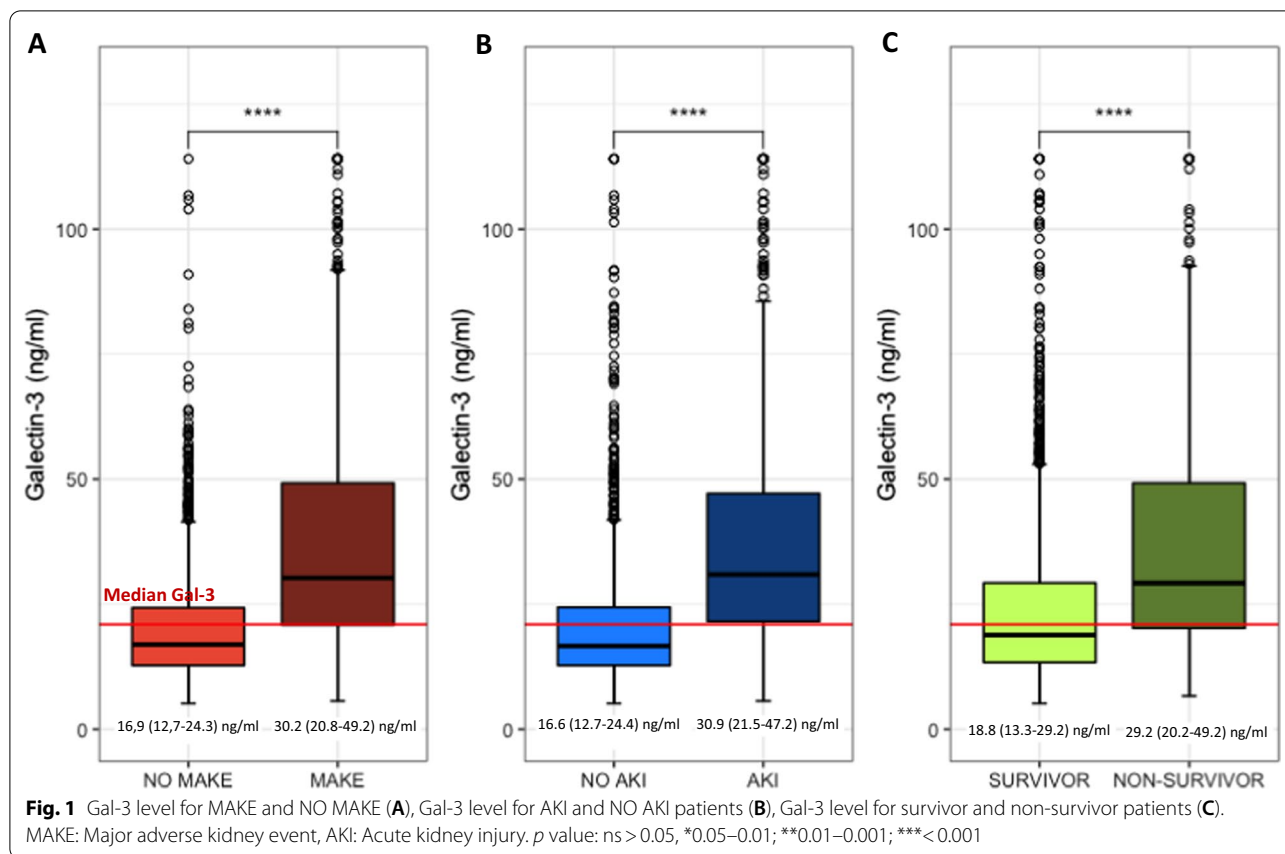 A
B
C
****
****
****
Galectin-3 (ng/ml)
100
50
0
Median Gal-3
16,9 (12,7-24.3) ng/ml
30.2 (20.8-49.2) ng/ml
NO MAKE
MAKE
Galectin-3 (ng/ml)
100
50
0
16.6 (12.7-24.4) ng/ml
30.9 (21.5-47.2) ng/ml
NO AKI
AKI
Galectin-3 (ng/ml)
100
50
0
18.8 (13.3-29.2) ng/ml
29.2 (20.2-49.2) ng/ml
SURVIVOR
NON-SURVIVOR
Fig. 1 Gal-3 level for MAKE and NO MAKE (A), Gal-3 level for AKI and NO AKI patients (B), Gal-3 level for survivor and non-survivor patients (C).
MAKE: Major adverse kidney event, AKI: Acute kidney injury. p value: ns > 0.05, *0.05–0.01; **0.01–0.001; ***< 0.001